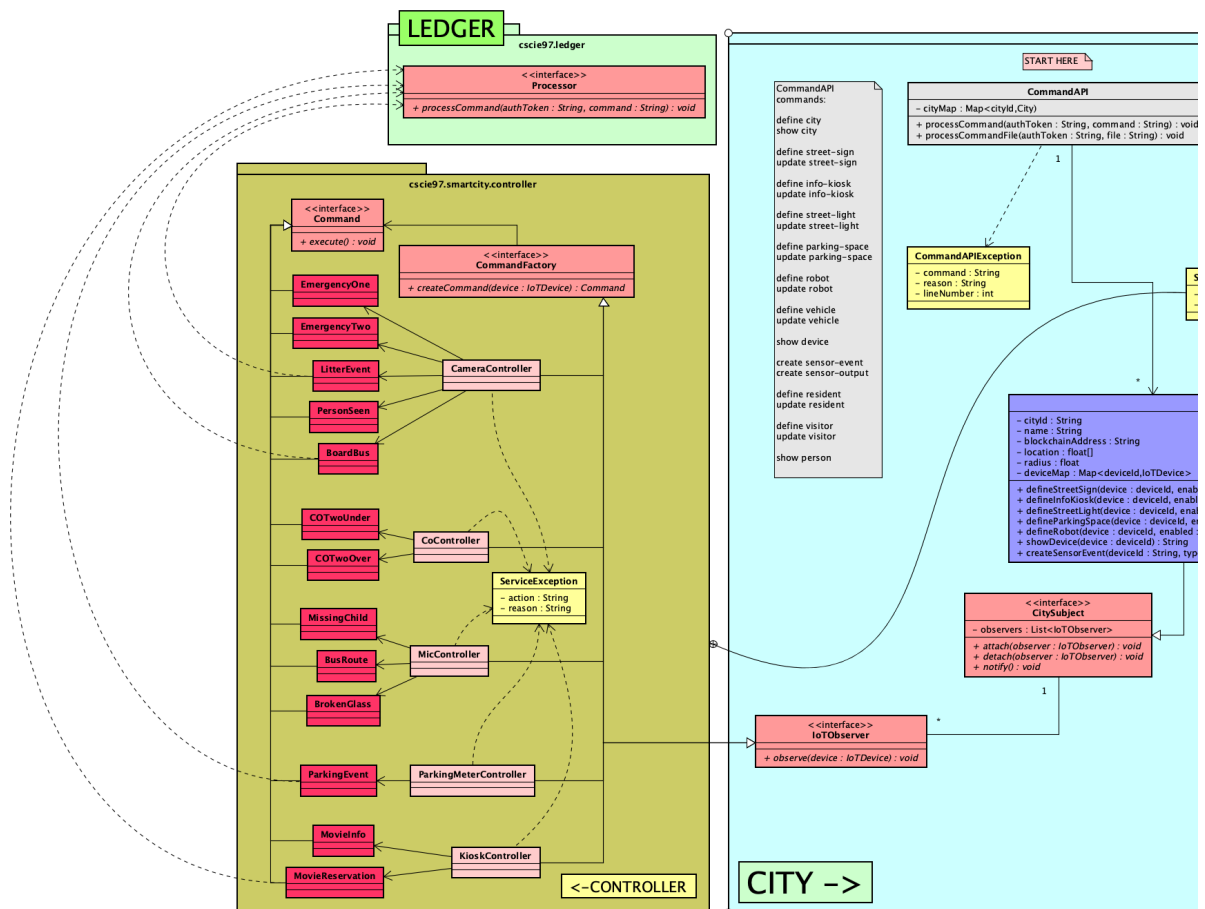 LEDGER
cscie97.ledger
<<interface>>
Processor
+ processCommand(authToken : String, command : String) : void
cscie97.smartcity.controller
<<interface>>
Command
+ execute() : void
<<interface>>
CommandFactory
+ createCommand(device : IoTDevice) : Command
EmergencyOne
EmergencyTwo
LitterEvent
CameraController
PersonSeen
BoardBus
COTwoUnder
CoController
COTwoOver
ServiceException
- action : String
- reason : String
MissingChild
MicController
BusRoute
BrokenGlass
ParkingEvent
ParkingMeterController
MovieInfo
KioskController
MovieReservation
<-CONTROLLER
START HERE
CommandAPI
commands:
define city
show city
define street-sign
update street-sign
define info-kiosk
update info-kiosk
define street-light
update street-light
define parking-space
update parking-space
define robot
update robot
define vehicle
update vehicle
show device
create sensor-event
create sensor-output
define resident
update resident
define visitor
update visitor
show person
CommandAPI
- cityMap : Map<cityId,City)
+ processCommand(authToken : String, command : String) : void
+ processCommandFile(authToken : String, file : String) : void
1
CommandAPIException
- command : String
- reason : String
- lineNumber : int
S
-
-
*
- cityId : String
- name : String
- blockchainAddress : String
- location : float[]
- radius : float
- deviceMap : Map<deviceId,IoTDevice>
+ defineStreetSign(device : deviceId, enab
+ defineInfoKiosk(device : deviceId, enabl
+ defineStreetLight(device : deviceId, enab
+ defineParkingSpace(device : deviceId, en
+ defineRobot(device : deviceId, enabled :
+ showDevice(device : deviceId) : String
+ createSensorEvent(deviceId : String, typ
<<interface>>
CitySubject
- observers : List<IoTObserver>
+ attach(observer : IoTObserver) : void
+ detach(observer : IoTObserver) : void
+ notify() : void
1
*
<<interface>>
IoTObserver
+ observe(device : IoTDevice) : void
CITY ->